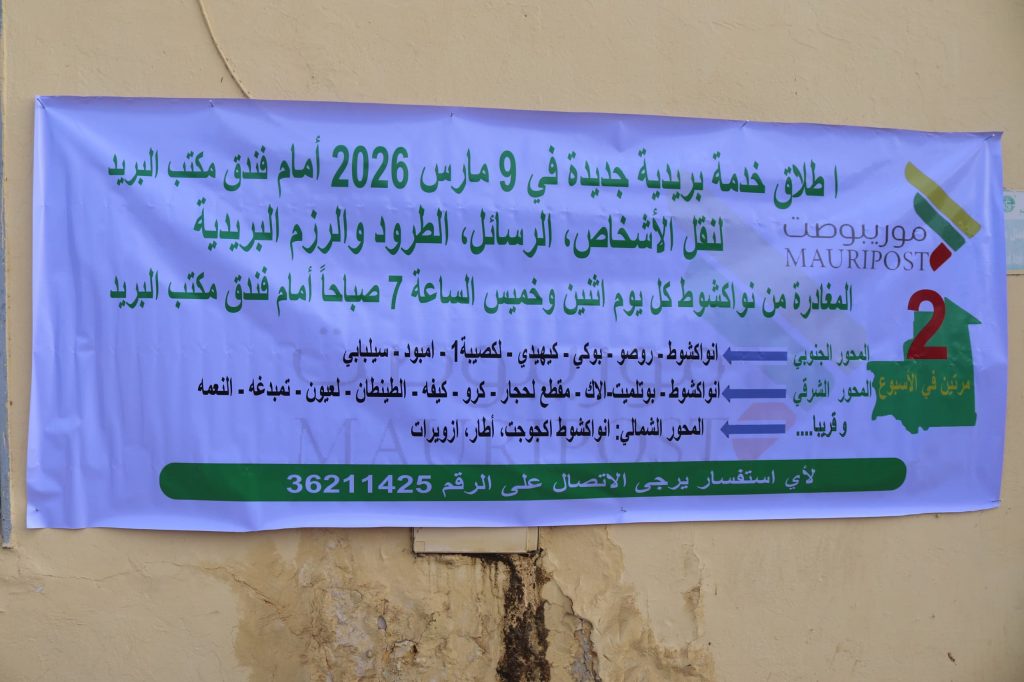 ا طلاق خدمة بريدية جديدة في 9 مارس 2026 أمام فندق مكتب البريد
لنقل الأشخاص، الرسائل، الطرود والرزم البريدية
المغادرة من نواكشوط كل يوم اثنين وخميس الساعة 7 صباحاً أمام فندق مكتب البريد
موريبوصت
MAURIPOST
2
مرتين في الأسبوع
المحور الجنوبي انواكشوط - روصو - بوكي - كيهيدي - لكصيبة1 - امبود - سيلبابي
المحور الشرقي انواكشوط - بوتلميت-الاك - مقطع لحجار - كرو - كيفه - الطينطان - لعيون - تمبدغه - النعمه
وقريبا.... المحور الشمالي: انواكشوط اكجوجت، أطار، ازويرات
لأي استفسار يرجى الاتصال على الرقم 36211425